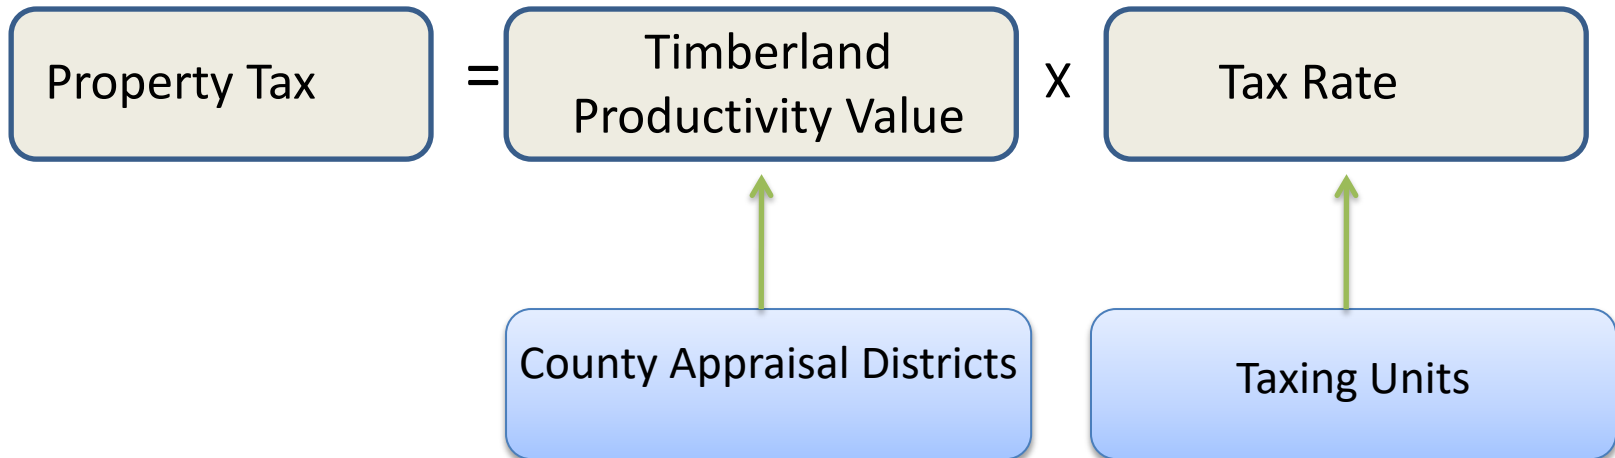 Property Tax
=
Timberland
Productivity Value
X
Tax Rate
County Appraisal Districts
Taxing Units